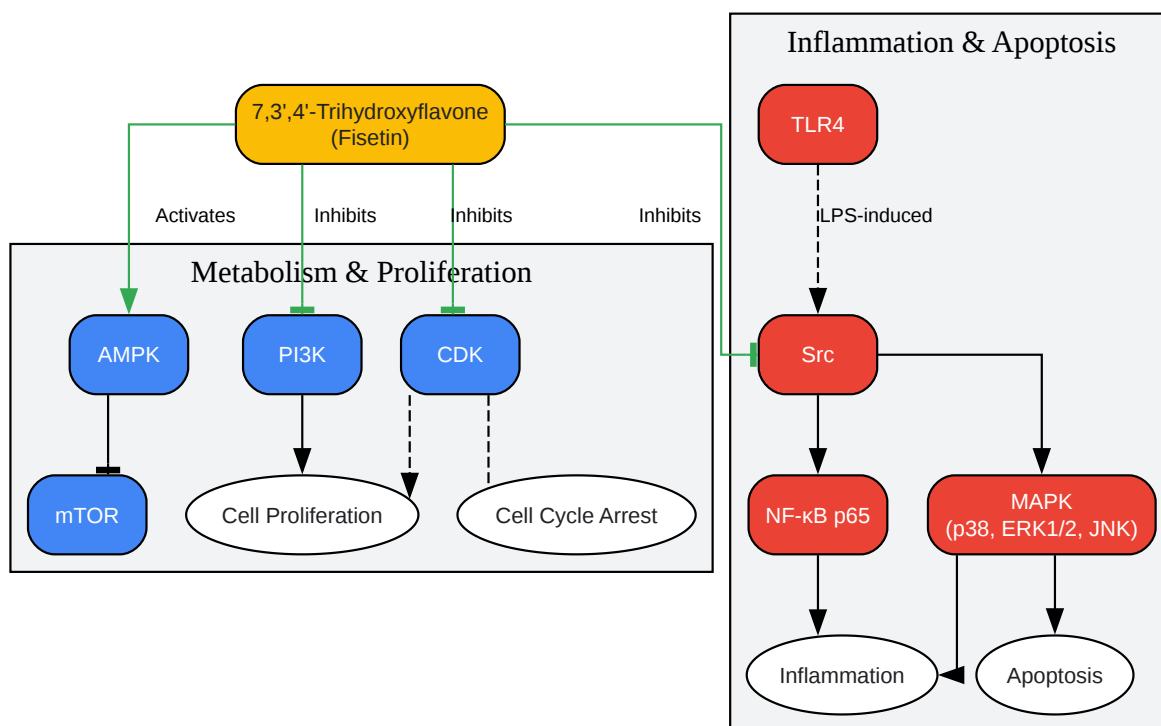 Inflammation & Apoptosis
7,3',4'-Trihydroxyflavone
(Fisetin)
TLR4
Activates
Inhibits
Inhibits
Inhibits
LPS-induced
Metabolism & Proliferation
AMPK
PI3K
CDK
Src
mTOR
Cell Proliferation
Cell Cycle Arrest
NF-κB p65
MAPK
(p38, ERK1/2, JNK)
Inflammation
Apoptosis